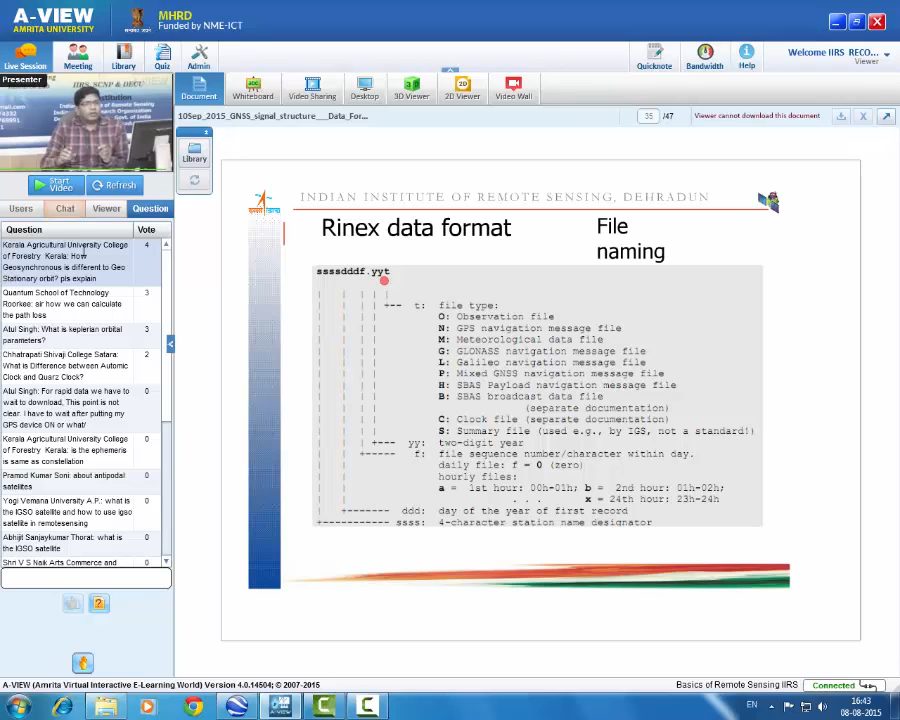 A-VIEW
AMRITA UNIVERSITY
MHRD
Funded by NME-ICT
Live Session
Meeting
Library
Quiz
Admin
Quicknote
Bandwidth
Help
Welcome IIRS RECO...
Viewer
Presenter
Document
Whiteboard
Video Sharing
Desktop
3D Viewer
2D Viewer
Video Wall
10Sep_2015_GNSS_signal_structure___Data_For...
35 /47
Viewer cannot download this document
Library
Start Video
Refresh
Users
Chat
Viewer
Question
Question Vote
Kerala Agricultural University College 4
of Forestry Kerala: How
Geosynchronous is different to Geo
Stationary orbit? pls explain
Quantum School of Technology 3
Roorkee: air how we can calculate
the path loss
Atul Singh: What is keplerian orbital 3
parameters?
Chhatrapati Shivaji College Satara: 2
What is Difference between Automic
Clock and Quarz Clock?
Atul Singh: For rapid data we have to 0
wait to download, This point is not
clear. I have to wait after putting my
GPS device ON or what/
Kerala Agricultural University College 0
of Forestry Kerala: is the ephemeris
is same as constellation
Pramod Kumar Soni: about antipodal 0
satellites
Yogi Vemana University A.P.: what is 0
the IGSO satellite and how to use igso
satellite in remotesensing
Abhijit Sanjaykumar Thorat: what is 0
the IGSO satellite
Shri V S Naik Arts Commerce and 0
INDIAN INSTITUTE OF REMOTE SENSING, DEHRADUN
Rinex data format
File
naming
ssssdddf.yyt
t: file type:
O: Observation file
N: GPS navigation message file
M: Meteorological data file
G: GLONASS navigation message file
L: Galileo navigation message file
P: Mixed GNSS navigation message file
H: SBAS Payload navigation message file
B: SBAS broadcast data file
(separate documentation)
C: Clock file (separate documentation)
S: Summary file (used e.g., by IGS, not a standard!)
yy: two-digit year
f: file sequence number/character within day.
daily file: f = 0 (zero)
hourly files:
a = 1st hour: 00h-01h; b = 2nd hour: 01h-02h;
. . . x = 24th hour: 23h-24h
ddd: day of the year of first record
ssss: 4-character station name designator
A-VIEW (Amrita Virtual Interactive E-Learning World) Version 4.0.14504; © 2007-2015
Basics of Remote Sensing IIRS
Connected
EN
16:43
08-08-2015